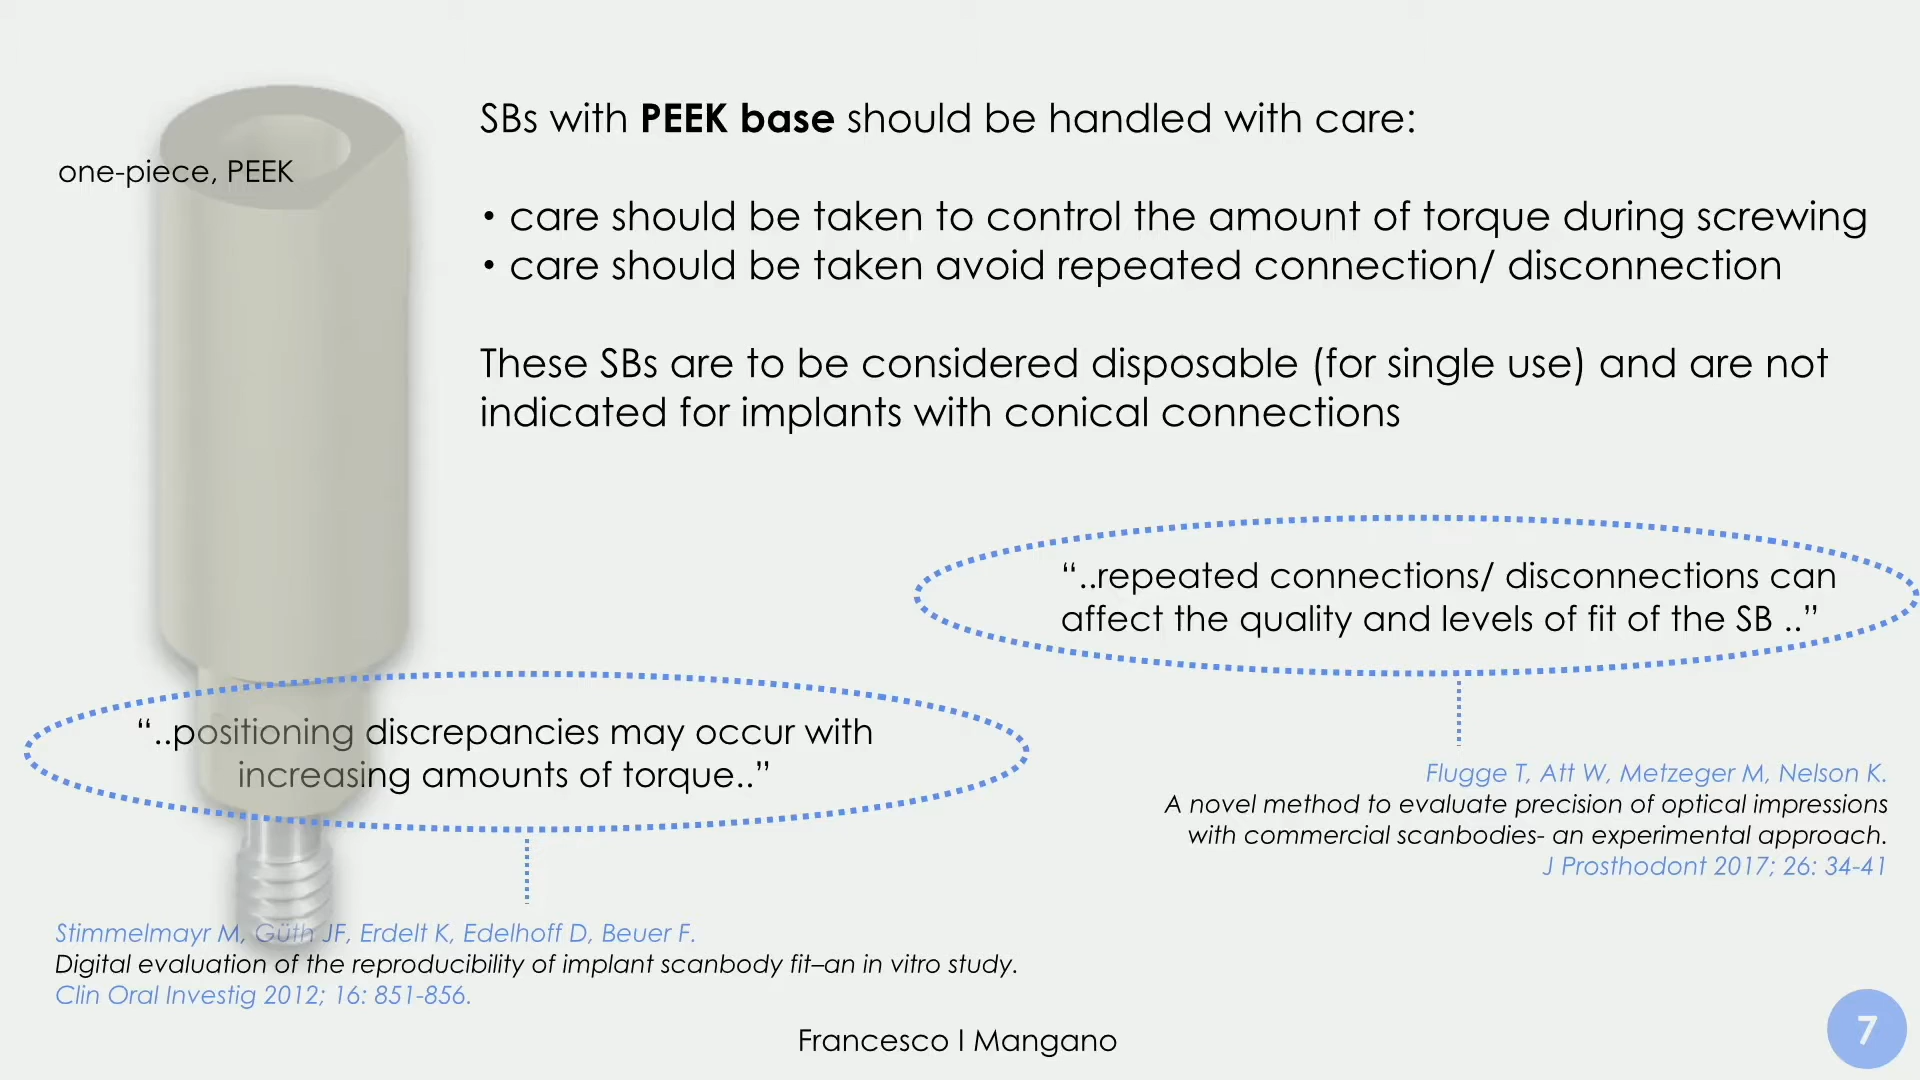 one-piece, PEEK
SBs with PEEK base should be handled with care:
• care should be taken to control the amount of torque during screwing
• care should be taken avoid repeated connection/ disconnection
These SBs are to be considered disposable (for single use) and are not
indicated for implants with conical connections
“..repeated connections/ disconnections can
affect the quality and levels of fit of the SB ..”
“..positioning discrepancies may occur with
increasing amounts of torque..”
Flugge T, Att W, Metzeger M, Nelson K.
A novel method to evaluate precision of optical impressions
with commercial scanbodies- an experimental approach.
J Prosthodont 2017; 26: 34-41
Stimmelmayr M, Güth JF, Erdelt K, Edelhoff D, Beuer F.
Digital evaluation of the reproducibility of implant scanbody fit–an in vitro study.
Clin Oral Investig 2012; 16: 851-856.
Francesco I Mangano
7